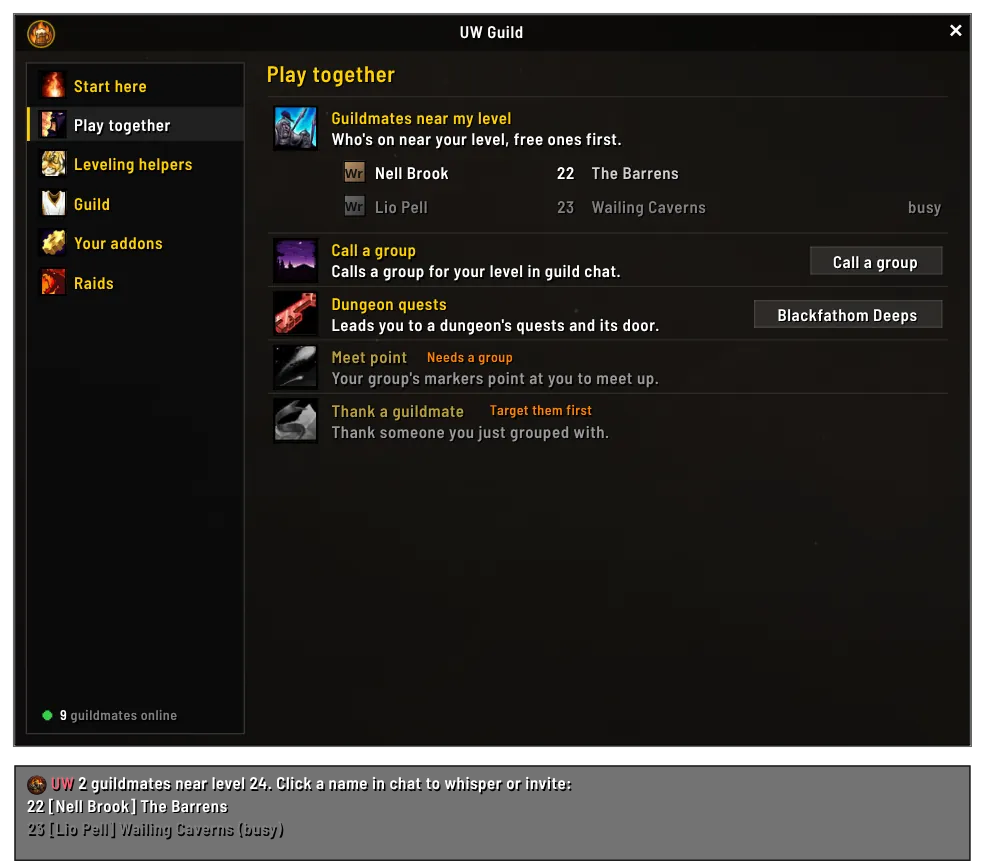 UW Guild
Start here
Play together
Leveling helpers
Guild
Your addons
Raids
9 guildmates online
Play together
Guildmates near my level
Who's on near your level, free ones first.
Wr Nell Brook 22 The Barrens
Wr Lio Pell 23 Wailing Caverns busy
Call a group
Calls a group for your level in guild chat.
Call a group
Dungeon quests
Leads you to a dungeon's quests and its door.
Blackfathom Deeps
Meet point Needs a group
Your group's markers point at you to meet up.
Thank a guildmate Target them first
Thank someone you just grouped with.
UW 2 guildmates near level 24. Click a name in chat to whisper or invite:
22 [Nell Brook] The Barrens
23 [Lio Pell] Wailing Caverns (busy)